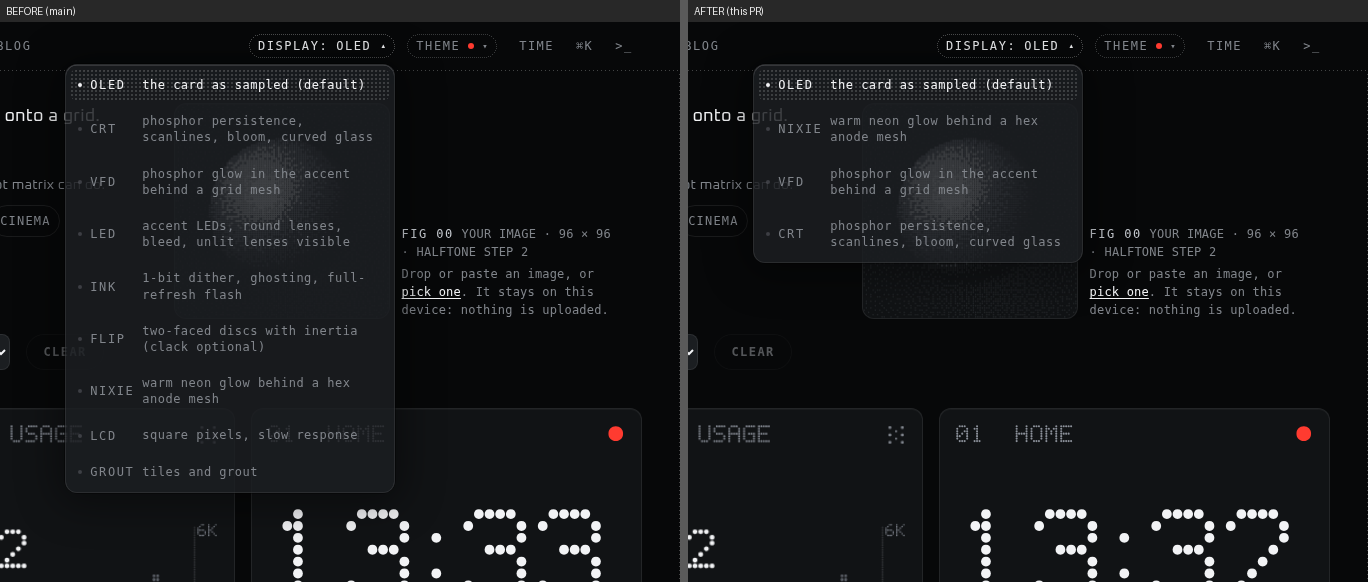 BEFORE (main)
BLOG
DISPLAY: OLED ▴
THEME ● ▾
TIME
⌘K
>_
• OLED the card as sampled (default)
onto a grid.
• CRT phosphor persistence,
scanlines, bloom, curved glass
• VFD phosphor glow in the accent
behind a grid mesh
• LED accent LEDs, round lenses,
bleed, unlit lenses visible
• INK 1-bit dither, ghosting, full-
refresh flash
• FLIP two-faced discs with inertia
(clack optional)
• NIXIE warm neon glow behind a hex
anode mesh
• LCD square pixels, slow response
• GROUT tiles and grout
CINEMA
FIG 00 YOUR IMAGE · 96 × 96
· HALFTONE STEP 2
Drop or paste an image, or
pick one. It stays on this
device: nothing is uploaded.
CLEAR
USAGE
01 HOME
6K
2
13:33
AFTER (this PR)
BLOG
DISPLAY: OLED ▴
THEME ● ▾
TIME
⌘K
>_
• OLED the card as sampled (default)
onto a grid.
• NIXIE warm neon glow behind a hex
anode mesh
• VFD phosphor glow in the accent
behind a grid mesh
• CRT phosphor persistence,
scanlines, bloom, curved glass
CINEMA
FIG 00 YOUR IMAGE · 96 × 96
· HALFTONE STEP 2
Drop or paste an image, or
pick one. It stays on this
device: nothing is uploaded.
CLEAR
USAGE
01 HOME
6K
2
13:32